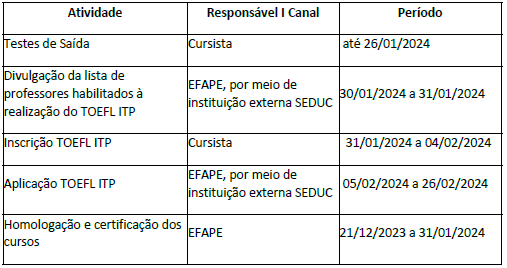 Atividade Responsável I Canal Período
Testes de Saída Cursista até 26/01/2024
Divulgação da lista de
professores habilitados à
realização do TOEFL ITP
EFAPE, por meio de
instituição externa SEDUC
30/01/2024 a 31/01/2024
Inscrição TOEFL ITP Cursista 31/01/2024 a 04/02/2024
Aplicação TOEFL ITP
EFAPE, por meio de
instituição externa SEDUC
05/02/2024 a 26/02/2024
Homologação e certificação dos
cursos
EFAPE
21/12/2023 a 31/01/2024